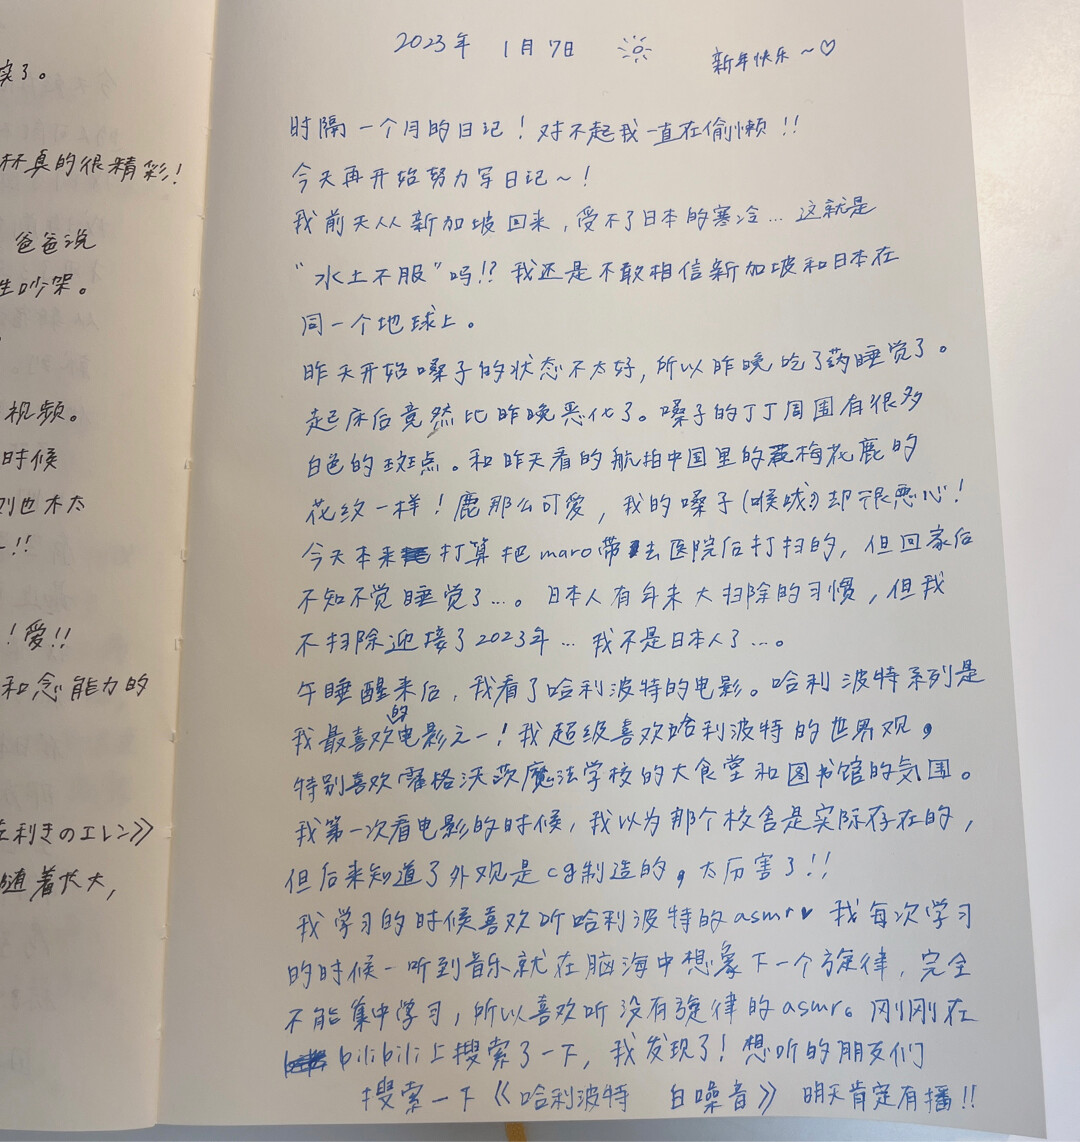 实了。
林真的很精彩!
爸爸说
生吵架。
视频。
时候
别也木太
—!!
!爱!!
和念能力的
左利きのエレン》
随着长大,
2023年 1月7日
新年快乐~♡
时隔一个月的日记!对不起我一直在偷懒!!
今天再开始努力写日记~!
我前天从新加坡回来,受不了日本的寒冷…这就是
“水土不服”吗!?我还是不敢相信新加坡和日本在
同一个地球上。
昨天开始嗓子的状态不太好,所以昨晚吃了药睡觉了。
起床后竟然比昨晚恶化了。嗓子的丁丁周围有很多
白色的斑点。和昨天看的航拍中国里的梅花鹿的
花纹一样!鹿那么可爱,我的嗓子(喉咙)却很恶心!
今天本来打算把maro带去医院后打扫的,但回家后
不知不觉睡觉了…。日本人有年末大扫除的习惯,但我
不扫除迎接了2023年…我不是日本人了…。
午睡醒来后,我看了哈利波特的电影。哈利波特系列是
我最喜欢的电影之一!我超级喜欢哈利波特的世界观,
特别喜欢霍格沃茨魔法学校的大食堂和图书馆的气围。
我第一次看电影的时候,我以为那个校舍是实际存在的,
但后来知道了外观是cg制造的,太厉害了!!
我学习的时候喜欢听哈利波特的asmr♥我每次学习
的时候一听到音乐就在脑海中想象下一个旋律,完全
不能集中学习,所以喜欢听没有旋律的asmr。刚刚在
bilibili上搜索了一下,我发现了!想听的朋友们
搜索一下《哈利波特 白噪音》明天肯定有播!!